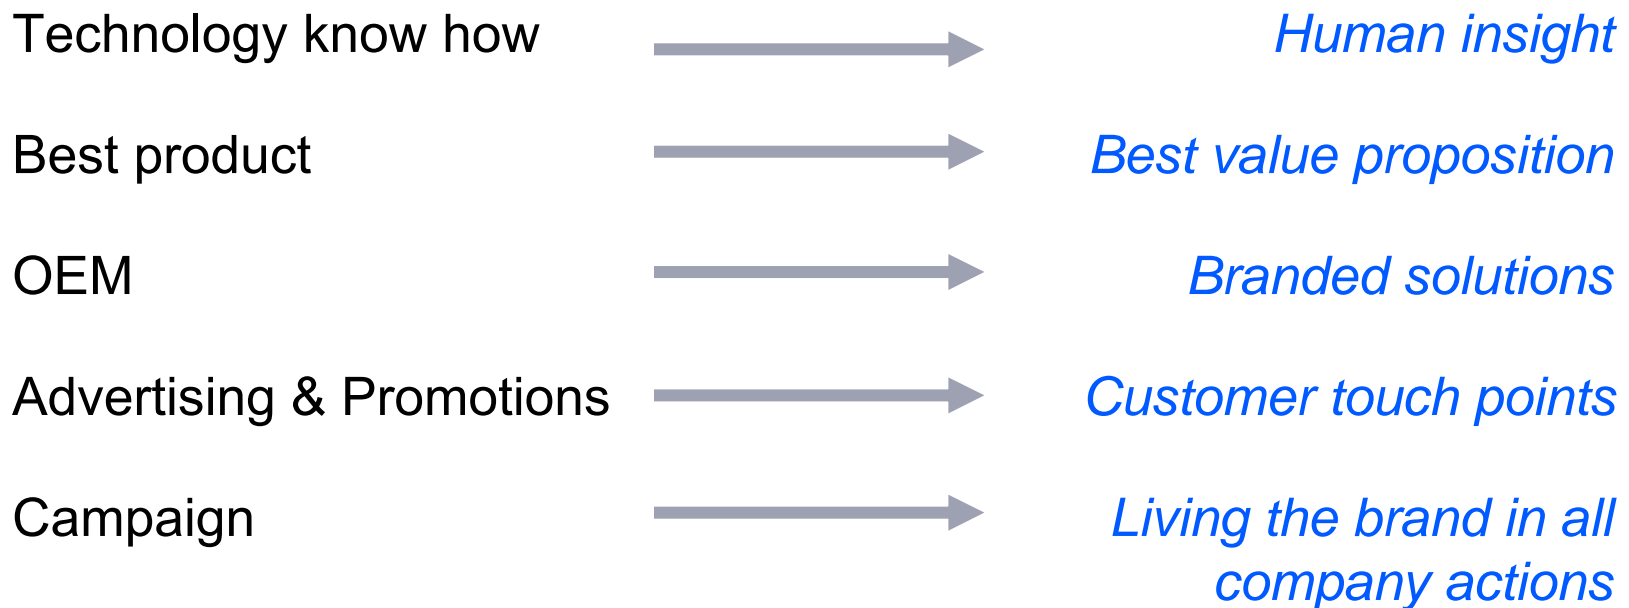 Technology know how
Human insight
Best product
Best value proposition
OEM
Branded solutions
Advertising & Promotions
Customer touch points
Campaign
Living the brand in all
company actions